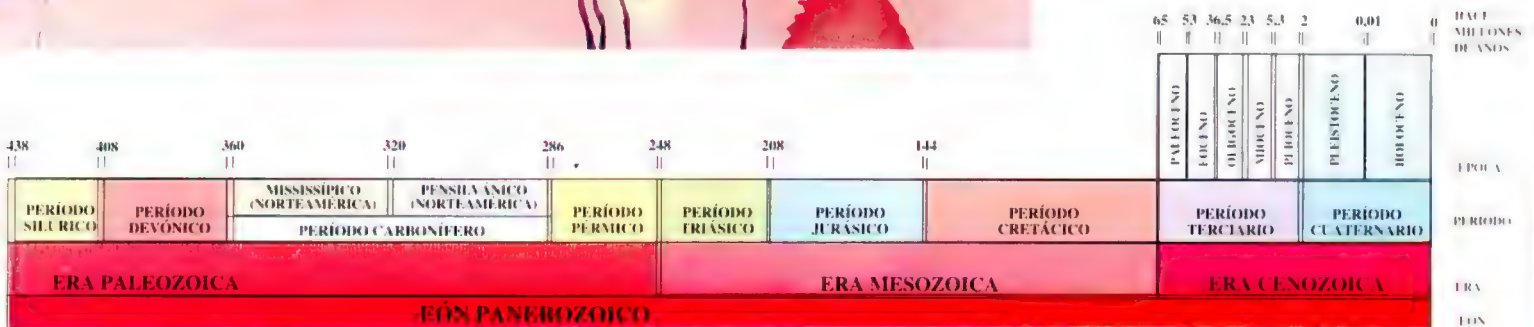 65 53 36,5 23 5,3 2 0,01 0
HACE
MILLONES
DE AÑOS
PALEOCENO
EOCENO
OLIGOCENO
MIOCENO
PLIOCENO
PLEISTOCENO
HOLOCENO
438 408 360 320 286 248 208 144
ÉPOCA
MISSISSÍPICO
(NORTEAMÉRICA)
PENSILVÁNICO
(NORTEAMÉRICA)
PERÍODO
SILÚRICO
PERÍODO
DEVÓNICO
PERÍODO CARBONÍFERO
PERÍODO
PÉRMICO
PERÍODO
TRIÁSICO
PERÍODO
JURÁSICO
PERÍODO
CRETÁCICO
PERÍODO
TERCIARIO
PERÍODO
CUATERNARIO
PERÍODO
ERA PALEOZOICA
ERA MESOZOICA
ERA CENOZOICA
ERA
EÓN PANEROZOICO
EÓN